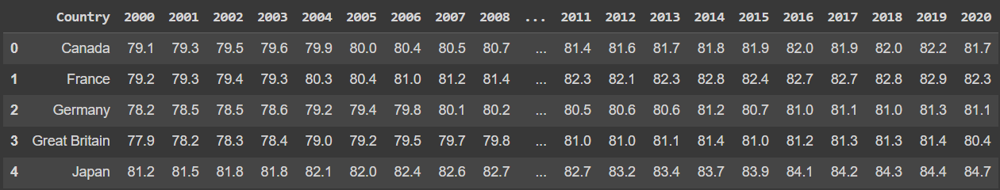 Country 2000 2001 2002 2003 2004 2005 2006 2007 2008 ... 2011 2012 2013 2014 2015 2016 2017 2018 2019 2020
0 Canada 79.1 79.3 79.5 79.6 79.9 80.0 80.4 80.5 80.7 ... 81.4 81.6 81.7 81.8 81.9 82.0 81.9 82.0 82.2 81.7
1 France 79.2 79.3 79.4 79.3 80.3 80.4 81.0 81.2 81.4 ... 82.3 82.1 82.3 82.8 82.4 82.7 82.7 82.8 82.9 82.3
2 Germany 78.2 78.5 78.5 78.6 79.2 79.4 79.8 80.1 80.2 ... 80.5 80.6 80.6 81.2 80.7 81.0 81.1 81.0 81.3 81.1
3 Great Britain 77.9 78.2 78.3 78.4 79.0 79.2 79.5 79.7 79.8 ... 81.0 81.0 81.1 81.4 81.0 81.2 81.3 81.3 81.4 80.4
4 Japan 81.2 81.5 81.8 81.8 82.1 82.0 82.4 82.6 82.7 ... 82.7 83.2 83.4 83.7 83.9 84.1 84.2 84.3 84.4 84.7